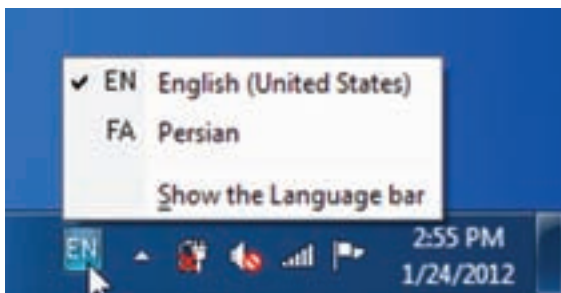 EN English (United States)
FA Persian
Show the Language bar
EN
2:55 PM
1/24/2012